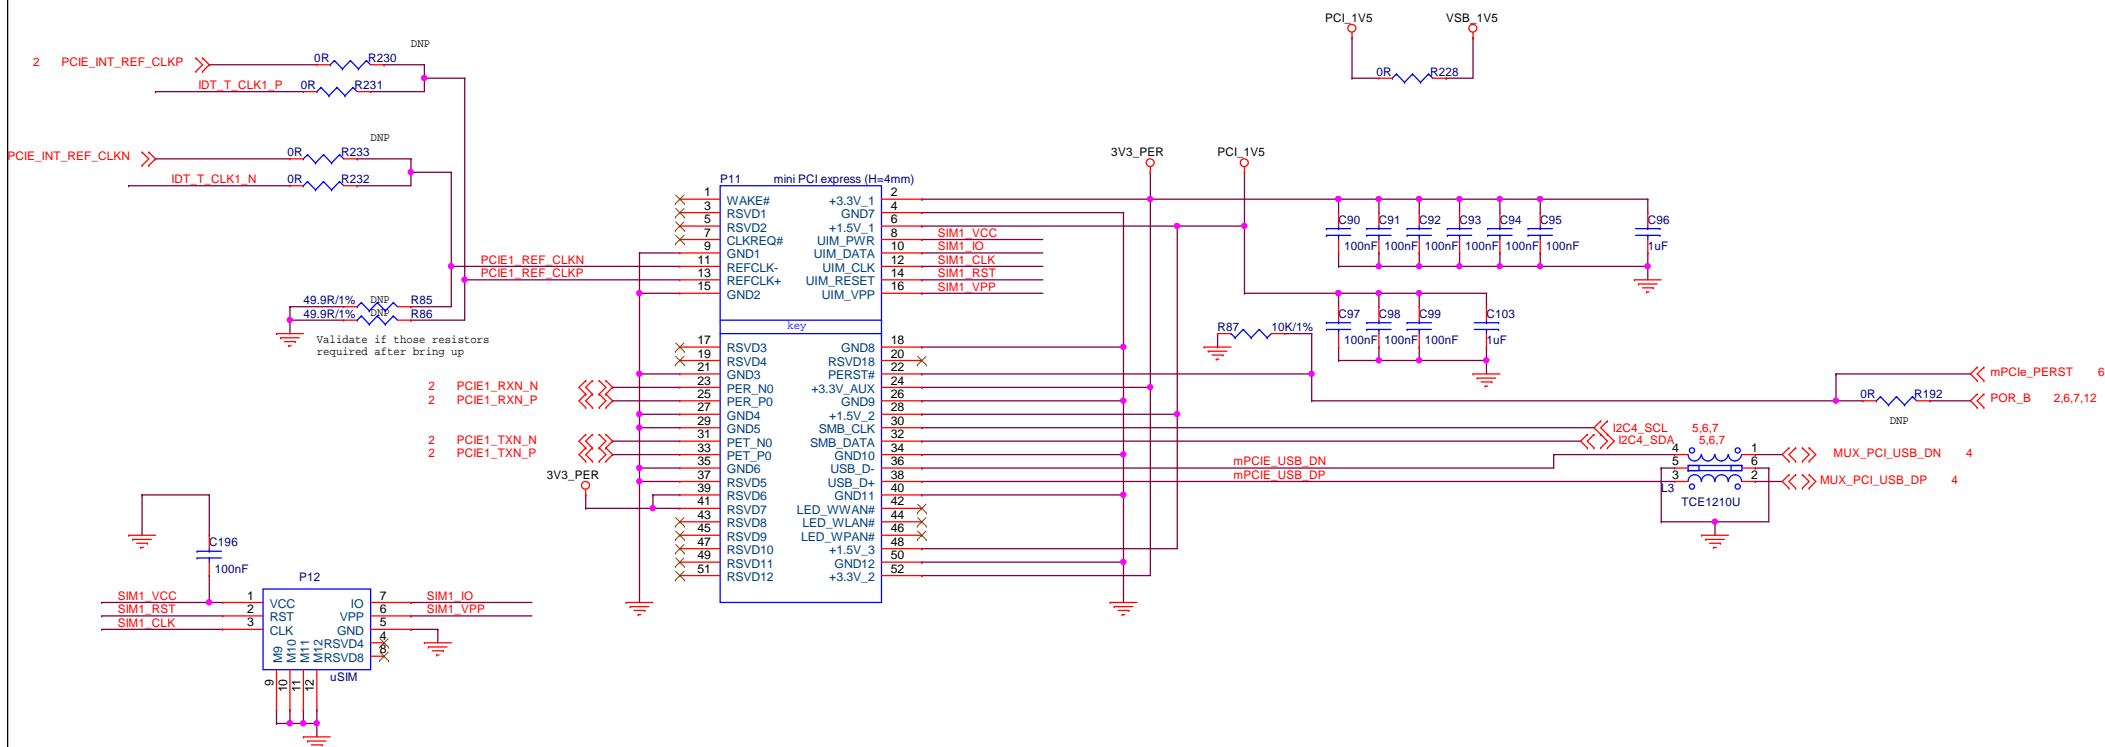 PCI_1V5 VSB_1V5
0R R228
DNP
2 PCIE_INT_REF_CLKP 0R R230
IDT_T_CLK1_P 0R R231
DNP
PCIE_INT_REF_CLKN 0R R233
IDT_T_CLK1_N 0R R232
PCIE1_REF_CLKN
PCIE1_REF_CLKP
49.9R/1% DNP R85
49.9R/1% DNP R86
Validate if those resistors
required after bring up
3V3_PER PCI_1V5
P11 mini PCI express (H=4mm)
1 WAKE# +3.3V_1 2
3 RSVD1 GND7 4
5 RSVD2 +1.5V_1 6
7 CLKREQ# UIM_PWR 8 SIM1_VCC
9 GND1 UIM_DATA 10 SIM1_IO
11 REFCLK- UIM_CLK 12 SIM1_CLK
13 REFCLK+ UIM_RESET 14 SIM1_RST
15 GND2 UIM_VPP 16 SIM1_VPP
key
17 RSVD3 GND8 18
19 RSVD4 RSVD18 20
21 GND3 PERST# 22
23 PER_N0 +3.3V_AUX 24
25 PER_P0 GND9 26
27 GND4 +1.5V_2 28
29 GND5 SMB_CLK 30
31 PET_N0 SMB_DATA 32
33 PET_P0 GND10 34
35 GND6 USB_D- 36
37 RSVD5 USB_D+ 38
39 RSVD6 GND11 40
41 RSVD7 LED_WWAN# 42
43 RSVD8 LED_WLAN# 44
45 RSVD9 LED_WPAN# 46
47 RSVD10 +1.5V_3 48
49 RSVD11 GND12 50
51 RSVD12 +3.3V_2 52
2 PCIE1_RXN_N
2 PCIE1_RXN_P
2 PCIE1_TXN_N
2 PCIE1_TXN_P
3V3_PER
C90 C91 C92 C93 C94 C95 C96
100nF 100nF 100nF 100nF 100nF 100nF 1uF
C97 C98 C99 C103
100nF 100nF 100nF 1uF
R87 10K/1%
mPCIe_PERST 6
0R R192 POR_B 2,6,7,12
DNP
I2C4_SCL 5,6,7
I2C4_SDA 5,6,7
mPCIE_USB_DN
mPCIE_USB_DP
4 1 MUX_PCI_USB_DN 4
5 6
3 2 MUX_PCI_USB_DP 4
L3
TCE1210U
C196
100nF
P12
SIM1_VCC 1 VCC IO 7 SIM1_IO
SIM1_RST 2 RST VPP 6 SIM1_VPP
SIM1_CLK 3 CLK GND 5
RSVD4 4
RSVD8 8
M9 M10 M11 M12
uSIM
9 10 11 12